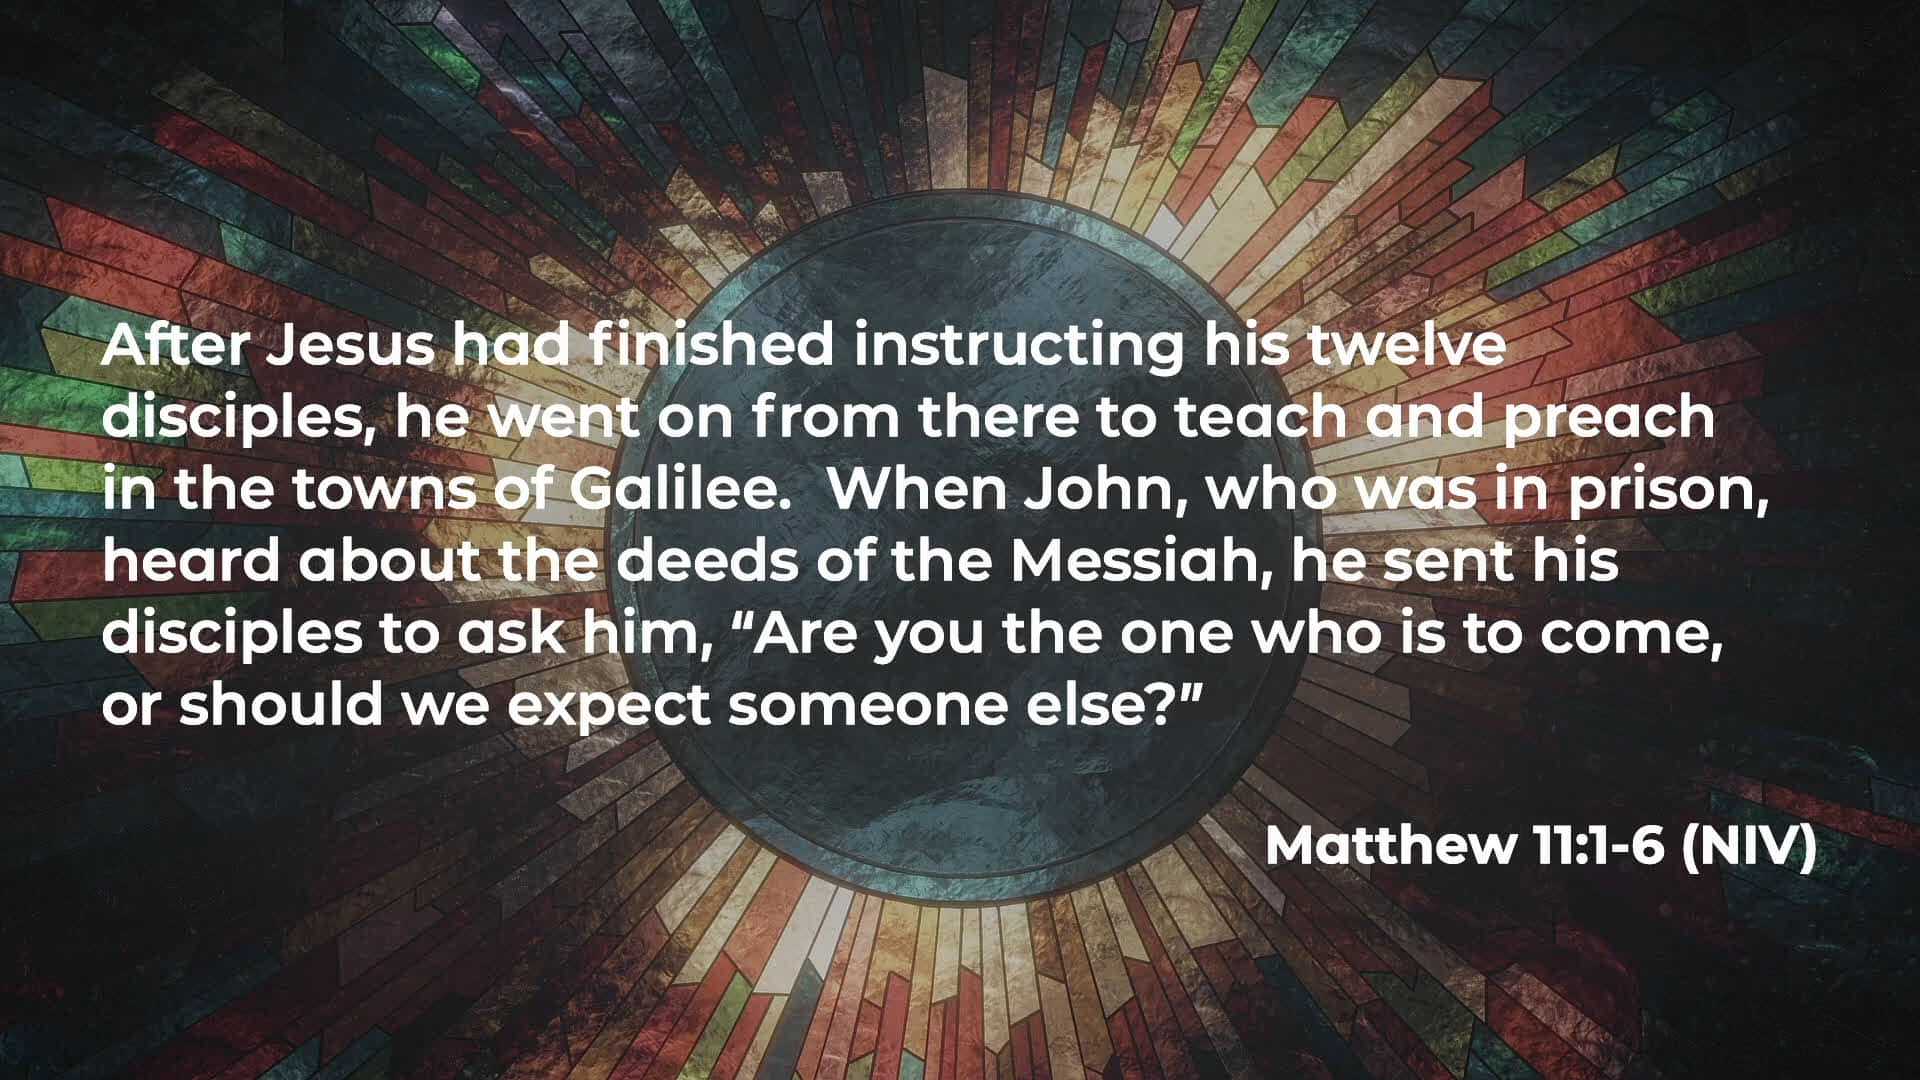 After Jesus had finished instructing his twelve
disciples, he went on from there to teach and preach
in the towns of Galilee.  When John, who was in prison,
heard about the deeds of the Messiah, he sent his
disciples to ask him, “Are you the one who is to come,
or should we expect someone else?”
Matthew 11:1-6 (NIV)